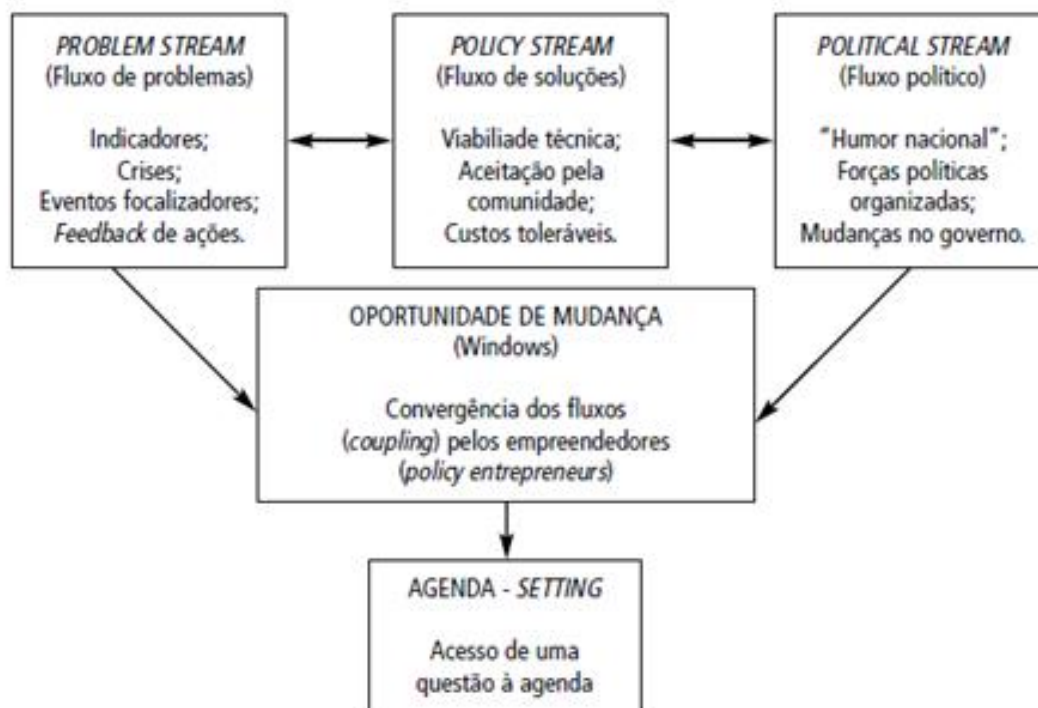 PROBLEM STREAM
(Fluxo de problemas)
Indicadores;
Crises;
Eventos focalizadores;
Feedback de ações.
POLICY STREAM
(Fluxo de soluções)
Viabiliade técnica;
Aceitação pela
comunidade;
Custos toleráveis.
POLITICAL STREAM
(Fluxo político)
"Humor nacional";
Forças políticas
organizadas;
Mudanças no governo.
OPORTUNIDADE DE MUDANÇA
(Windows)
Convergência dos fluxos
(coupling) pelos empreendedores
(policy entrepreneurs)
AGENDA - SETTING
Acesso de uma
questão à agenda